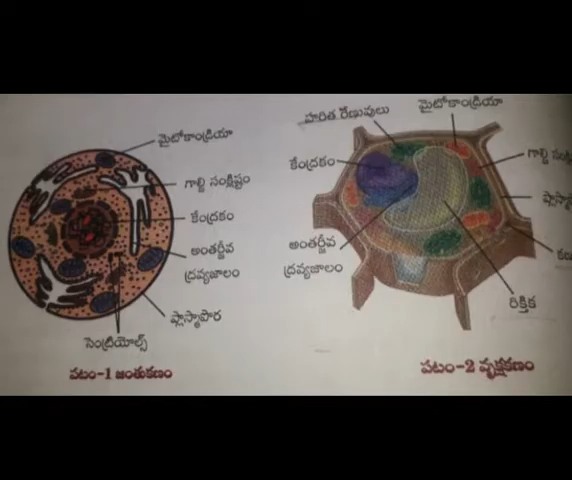 మైటోకాండ్రియా
గాల్జి సంక్లిష్టం
కేంద్రకం
అంతర్జీవ
ద్రవ్యజాలం
ప్లాస్మాపొర
సెంట్రియోల్స్
పటం-1 జంతుకణం
హరిత రేణువులు
మైటోకాండ్రియా
కేంద్రకం
గాల్జి
అంతర్జీవ
ద్రవ్యజాలం
రిక్తిక
పటం-2 వృక్షకణం